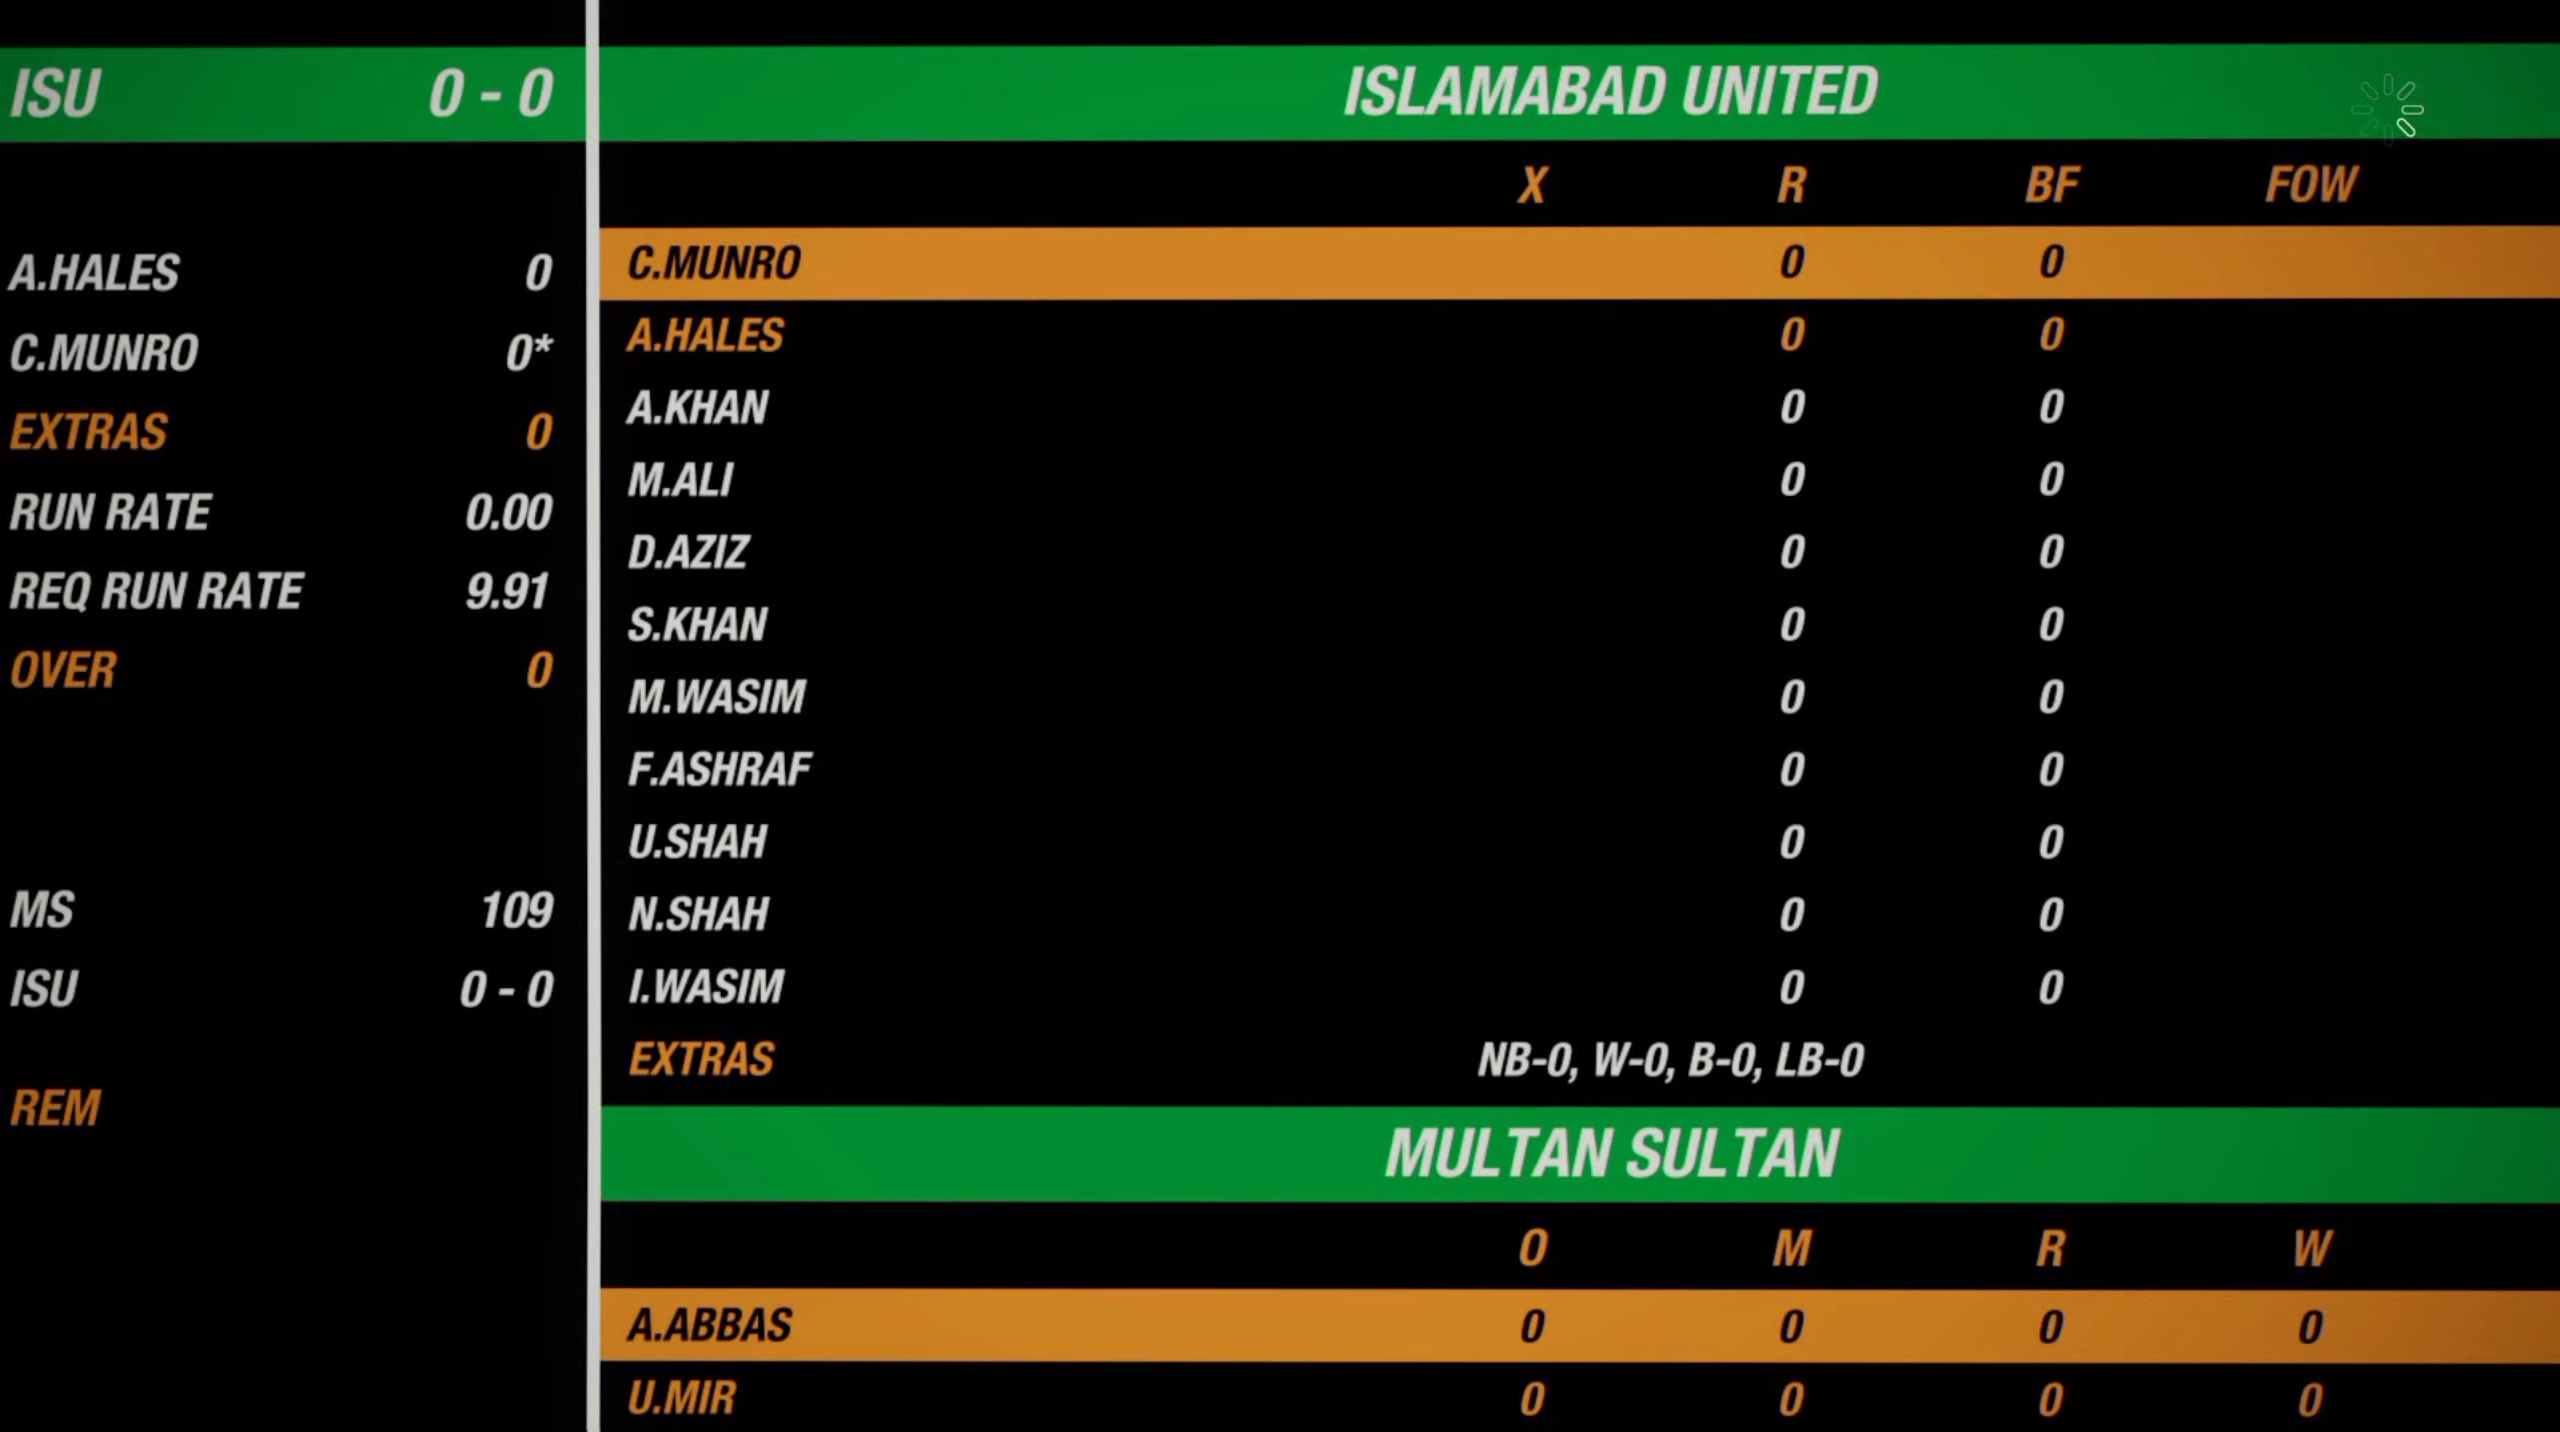 ISU 0 - 0
A.HALES 0
C.MUNRO 0*
EXTRAS 0
RUN RATE 0.00
REQ RUN RATE 9.91
OVER 0
MS 109
ISU 0 - 0
REM
ISLAMABAD UNITED
X R BF FOW
C.MUNRO 0 0
A.HALES 0 0
A.KHAN 0 0
M.ALI 0 0
D.AZIZ 0 0
S.KHAN 0 0
M.WASIM 0 0
F.ASHRAF 0 0
U.SHAH 0 0
N.SHAH 0 0
I.WASIM 0 0
EXTRAS NB-0, W-0, B-0, LB-0
MULTAN SULTAN
O M R W
A.ABBAS 0 0 0 0
U.MIR 0 0 0 0